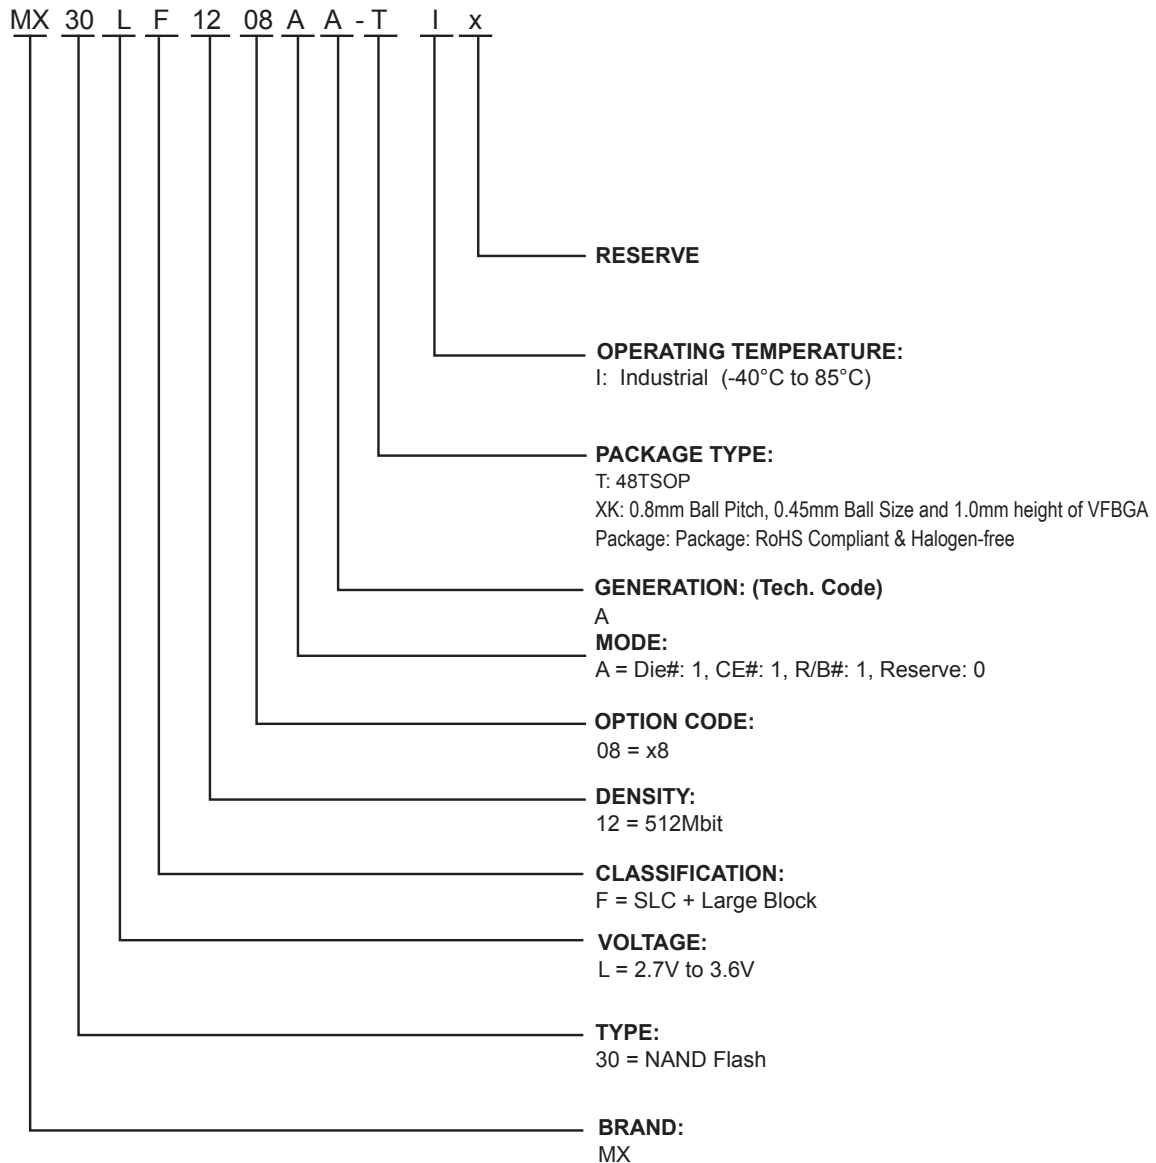 MX 30 L F 12 08 A A - T I x
RESERVE
OPERATING TEMPERATURE:
I: Industrial (-40°C to 85°C)
PACKAGE TYPE:
T: 48TSOP
XK: 0.8mm Ball Pitch, 0.45mm Ball Size and 1.0mm height of VFBGA
Package: Package: RoHS Compliant & Halogen-free
GENERATION: (Tech. Code)
A
MODE:
A = Die#: 1, CE#: 1, R/B#: 1, Reserve: 0
OPTION CODE:
08 = x8
DENSITY:
12 = 512Mbit
CLASSIFICATION:
F = SLC + Large Block
VOLTAGE:
L = 2.7V to 3.6V
TYPE:
30 = NAND Flash
BRAND:
MX